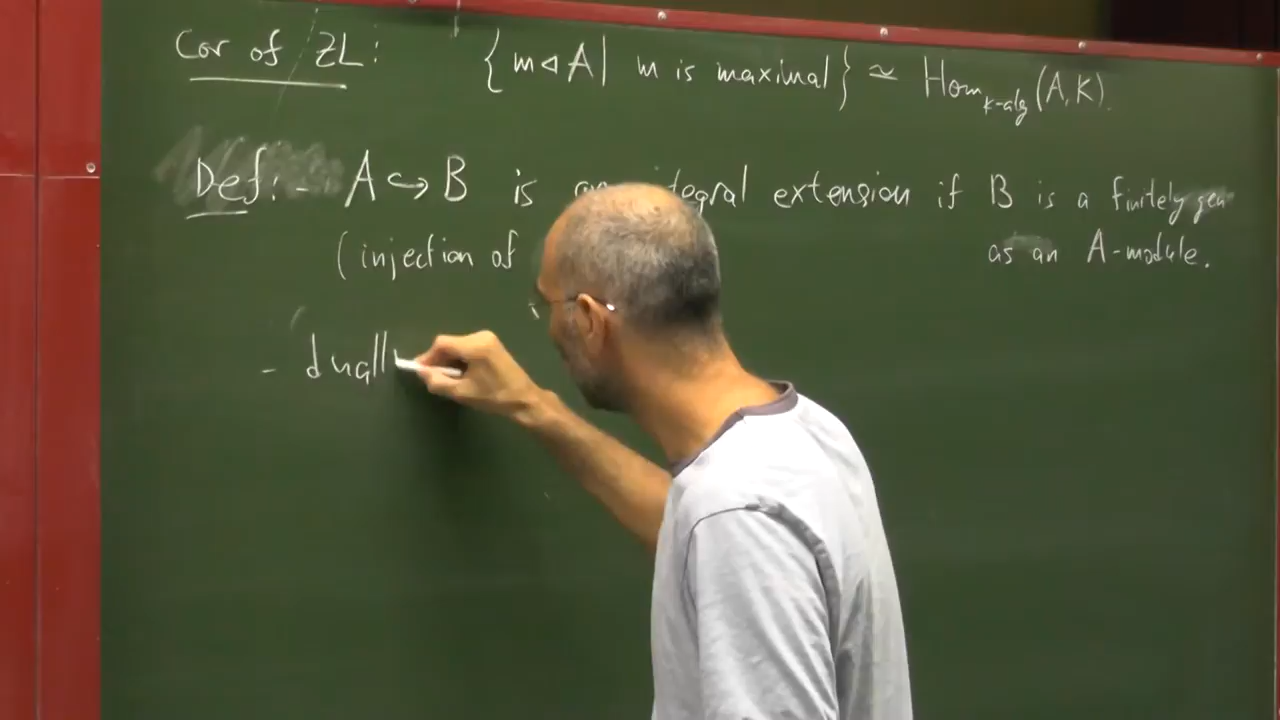 Cor of ZL: {m ◁ A | m is maximal} ≃ Hom_{k-alg}(A, K).
Def: - A ↪ B is an integral extension if B is a finitely gen
(injection of
as an A-module.
- dually